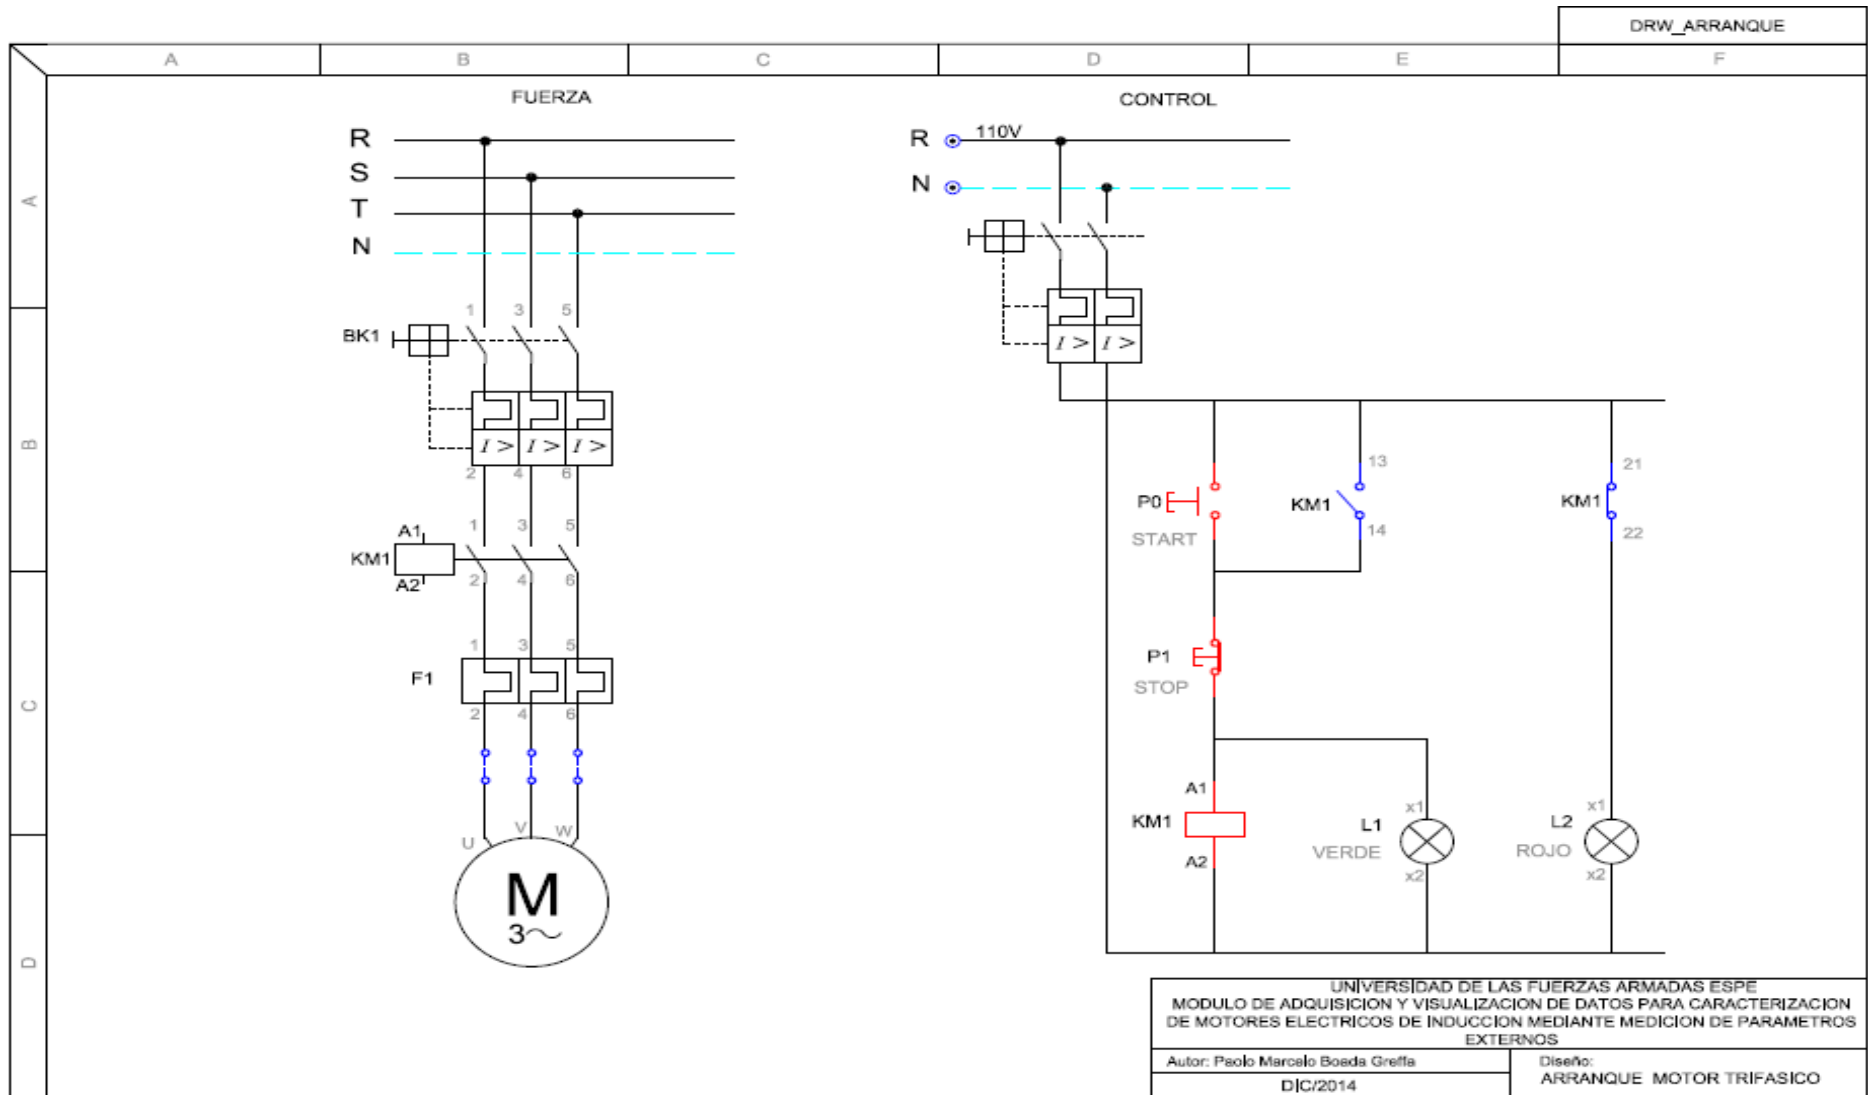 DRW_ARRANQUE
A B C D E F
FUERZA
CONTROL
R
S
T
N
R 110V
N
A
B
C
D
1 3 5
BK1
I > I > I >
2 4 6
A1 1 3 5
KM1
A2 2 4 6
1 3 5
F1
2 4 6
U V W
M
3~
I > I >
P0
START
13
KM1
14
21
KM1
22
P1
STOP
A1
KM1
A2
x1
L1
VERDE
x2
x1
L2
ROJO
x2
UNIVERSIDAD DE LAS FUERZAS ARMADAS ESPE
MODULO DE ADQUISICION Y VISUALIZACION DE DATOS PARA CARACTERIZACION
DE MOTORES ELECTRICOS DE INDUCCION MEDIANTE MEDICION DE PARAMETROS
EXTERNOS
Autor: Paolo Marcelo Boada Greffa
DIC/2014
Diseño:
ARRANQUE MOTOR TRIFASICO